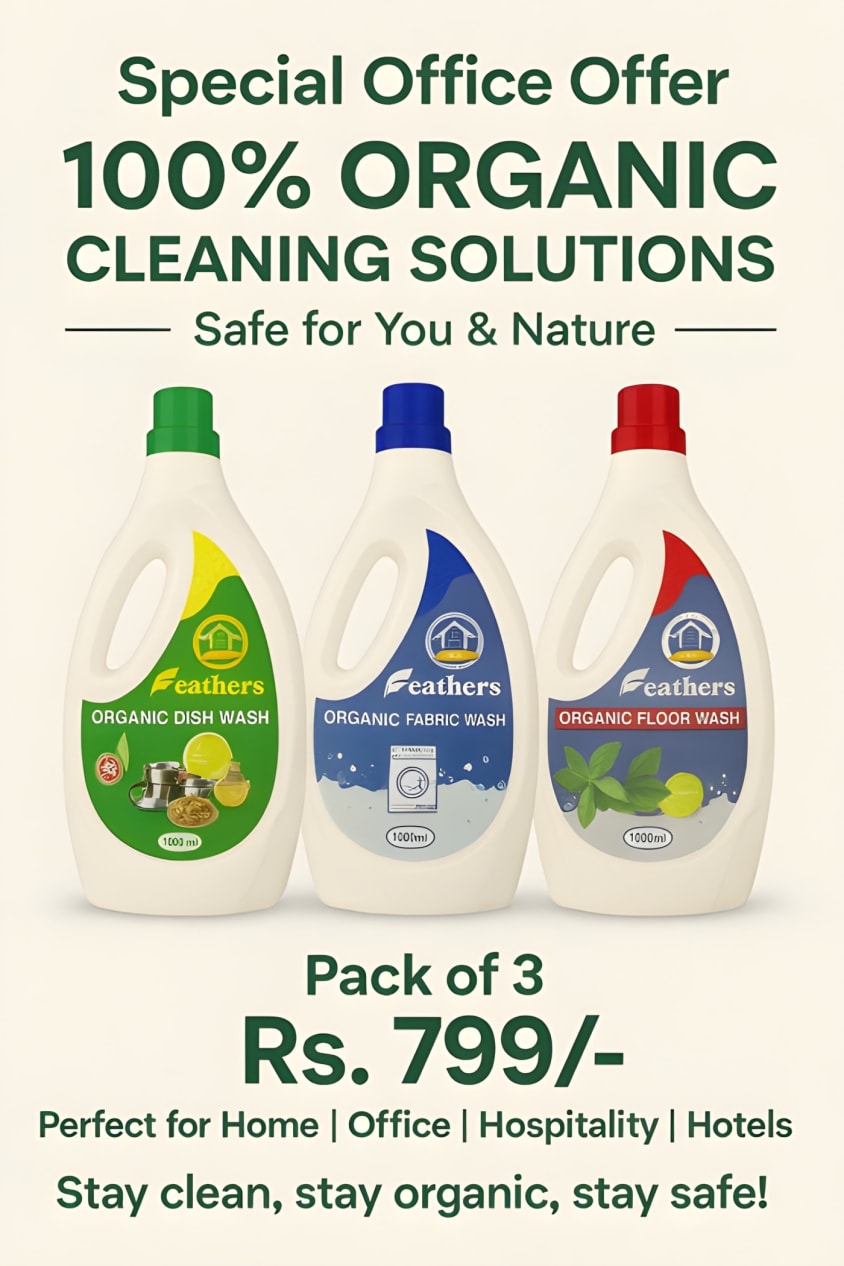 Special Office Offer
100% ORGANIC
CLEANING SOLUTIONS
Safe for You & Nature
Feathers
ORGANIC DISH WASH
1000 ml
Feathers
ORGANIC FABRIC WASH
1000ml
Feathers
ORGANIC FLOOR WASH
1000ml
Pack of 3
Rs. 799/-
Perfect for Home | Office | Hospitality | Hotels
Stay clean, stay organic, stay safe!